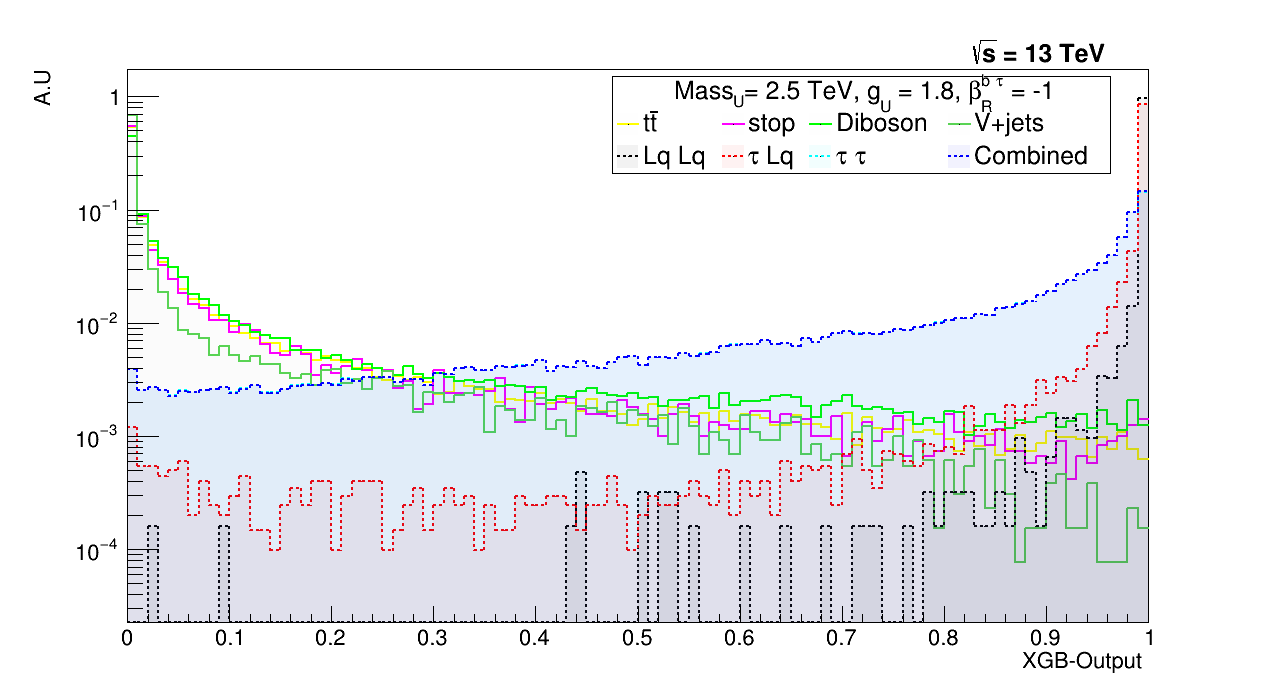 √s = 13 TeV
A.U
Mass_U = 2.5 TeV, g_U = 1.8, β_R^{b τ} = -1
tt̄ stop Diboson V+jets
Lq Lq τ Lq τ τ Combined
1
10⁻¹
10⁻²
10⁻³
10⁻⁴
0 0.1 0.2 0.3 0.4 0.5 0.6 0.7 0.8 0.9 1
XGB-Output